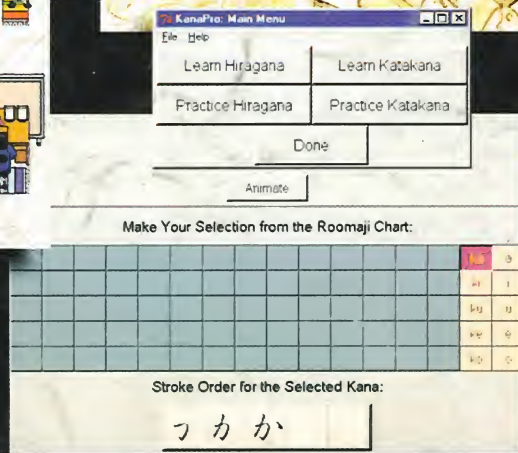 KanaPro: Main Menu
File Help
Learn Hiragana Learn Katakana
Practice Hiragana Practice Katakana
Done
Animate
Make Your Selection from the Roomaji Chart:
ka a
ki i
ku u
ke e
ko o
Stroke Order for the Selected Kana:
つ カ か